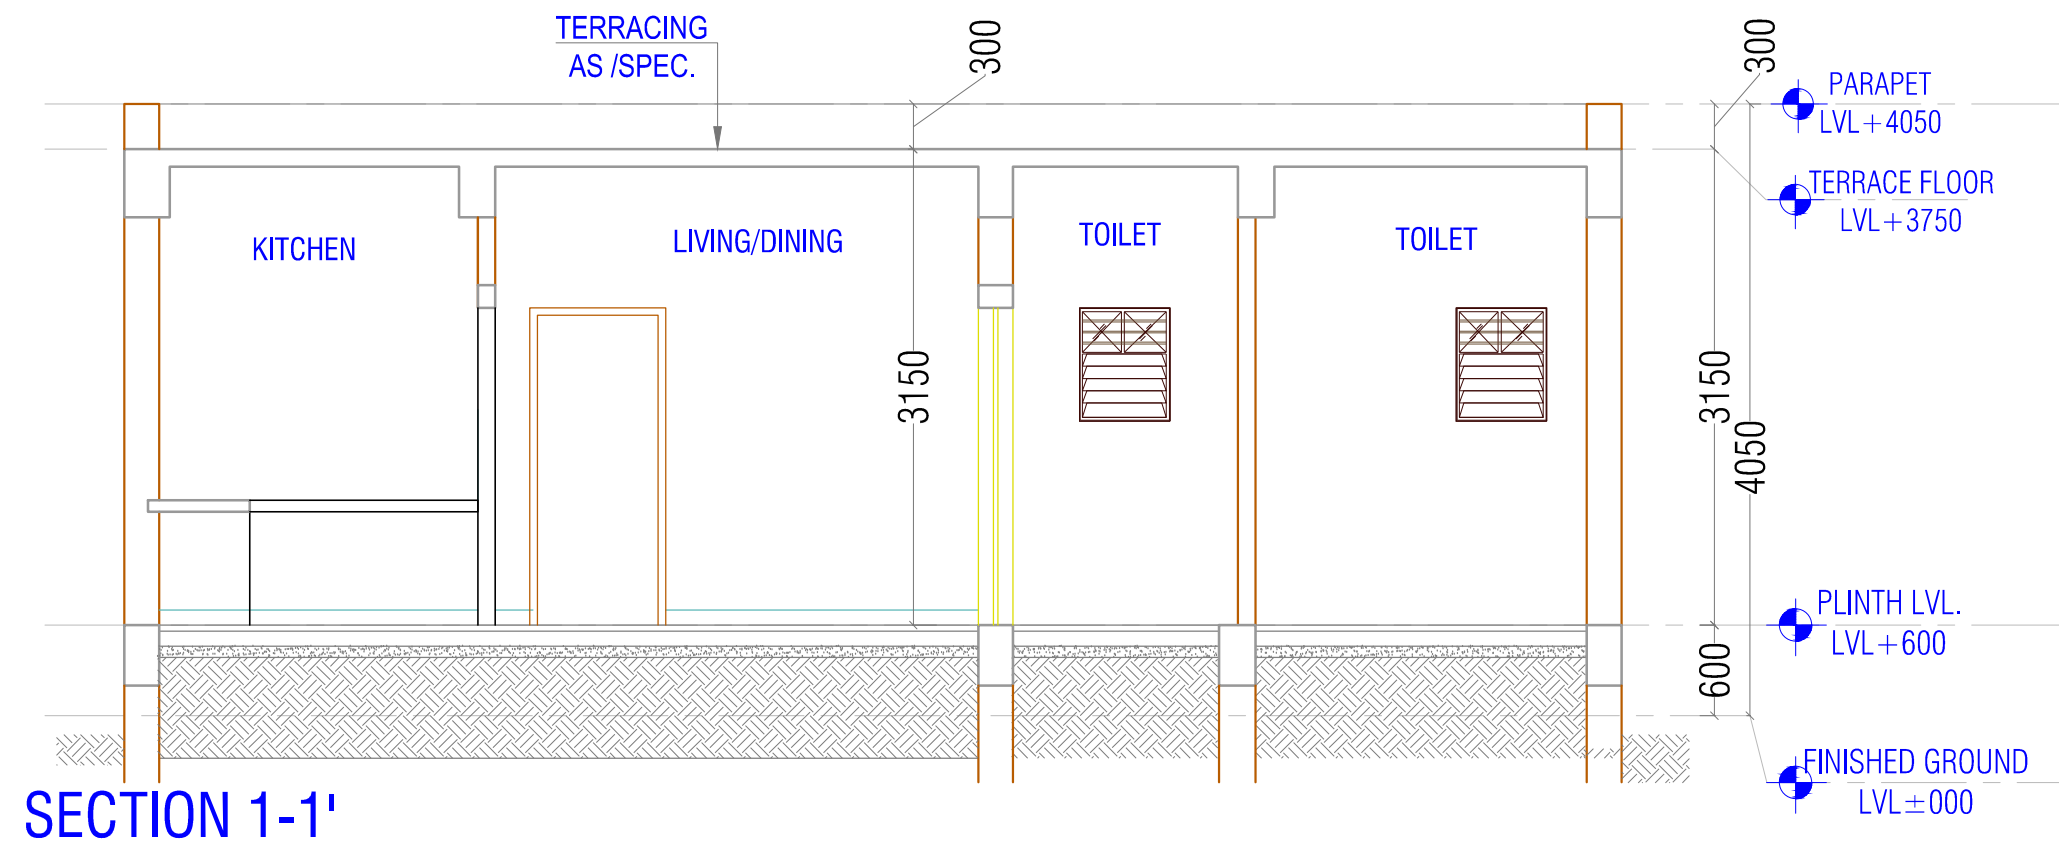 TERRACING
AS /SPEC.
300
300
PARAPET
LVL+4050
TERRACE FLOOR
LVL+3750
KITCHEN
LIVING/DINING
TOILET
TOILET
3150
3150
4050
PLINTH LVL.
LVL+600
600
FINISHED GROUND
LVL±000
SECTION 1-1'